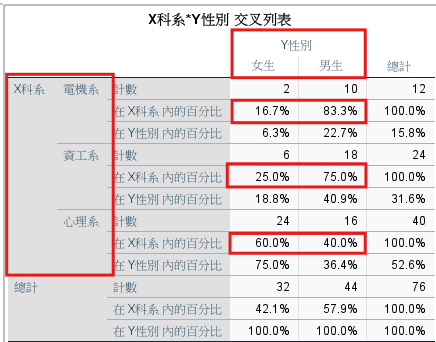 X科系*Y性別 交叉列表
Y性別
女生 男生 總計
X科系 電機系 計數 2 10 12
在 X科系 內的百分比 16.7% 83.3% 100.0%
在 Y性別 內的百分比 6.3% 22.7% 15.8%
資工系 計數 6 18 24
在 X科系 內的百分比 25.0% 75.0% 100.0%
在 Y性別 內的百分比 18.8% 40.9% 31.6%
心理系 計數 24 16 40
在 X科系 內的百分比 60.0% 40.0% 100.0%
在 Y性別 內的百分比 75.0% 36.4% 52.6%
總計 計數 32 44 76
在 X科系 內的百分比 42.1% 57.9% 100.0%
在 Y性別 內的百分比 100.0% 100.0% 100.0%